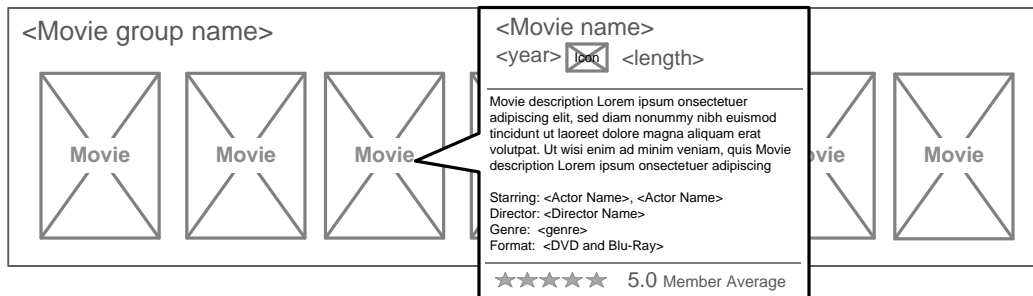 <Movie group name>
Movie
Movie
Movie
<Movie name>
<year> Icon <length>
Movie description Lorem ipsum onsectetuer
adipiscing elit, sed diam nonummy nibh euismod
tincidunt ut laoreet dolore magna aliquam erat
volutpat. Ut wisi enim ad minim veniam, quis Movie
description Lorem ipsum onsectetuer adipiscing
Starring: <Actor Name>, <Actor Name>
Director: <Director Name>
Genre: <genre>
Format: <DVD and Blu-Ray>
5.0 Member Average
Movie